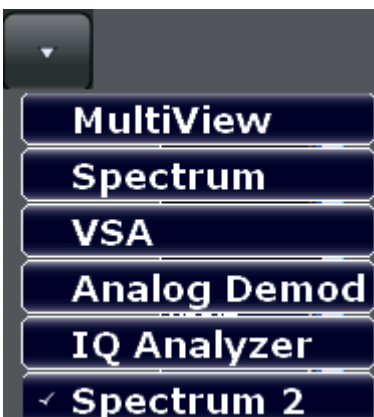 MultiView
Spectrum
VSA
Analog Demod
IQ Analyzer
Spectrum 2